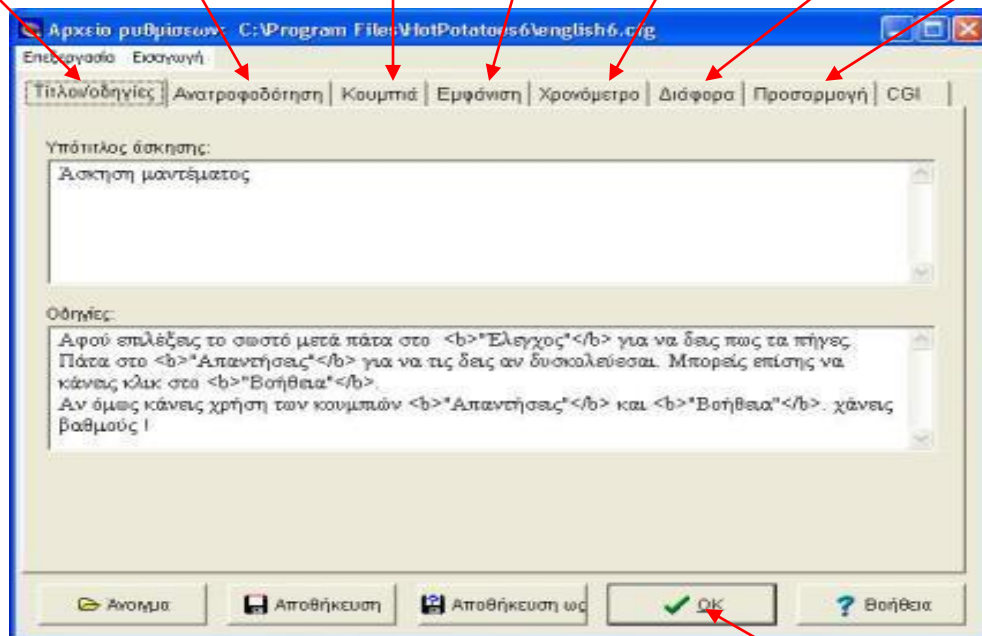 Αρχείο ρυθμίσεων: C:\Program Files\HotPotatoes6\english6.cfg
Επεξεργασία Εισαγωγή
Τίτλοι/οδηγίες Ανατροφοδότηση Κουμπιά Εμφάνιση Χρονόμετρο Διάφορα Προσαρμογή CGI
Υπότιτλος άσκησης:
Άσκηση μαντέματος
Οδηγίες:
Αφού επιλέξεις το σωστό μετά πάτα στο <b>"Έλεγχος"</b> για να δεις πως τα πήγες.
Πάτα στο <b>"Απαντήσεις"</b> για να τις δεις αν δυσκολεύεσαι. Μπορείς επίσης να
κάνεις κλικ στο <b>"Βοήθεια"</b>.
Αν όμως κάνεις χρήση των κουμπιών <b>"Απαντήσεις"</b> και <b>"Βοήθεια"</b>. χάνεις
βαθμούς !
Άνοιγμα Αποθήκευση Αποθήκευση ως OK Βοήθεια